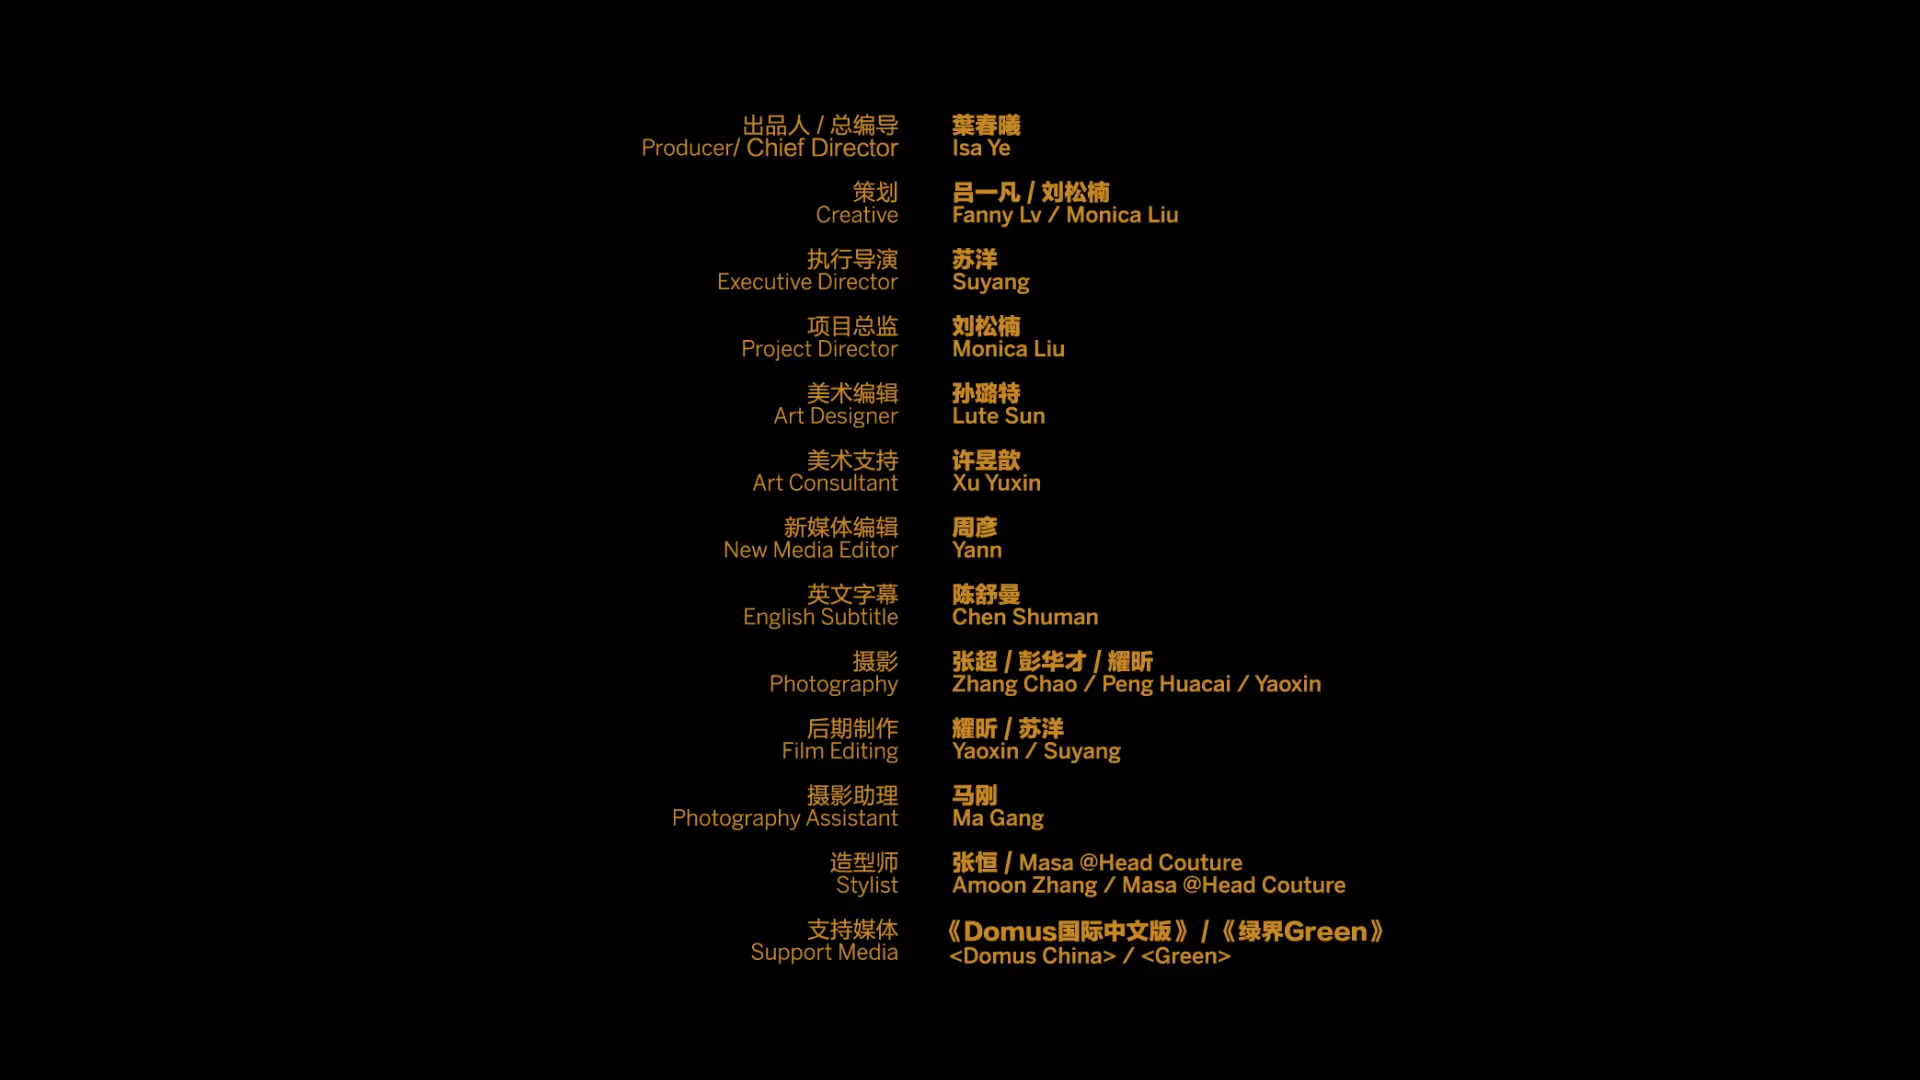 出品人 / 总编导 葉春曦
Producer/ Chief Director Isa Ye
策划 吕一凡 / 刘松楠
Creative Fanny Lv / Monica Liu
执行导演 苏洋
Executive Director Suyang
项目总监 刘松楠
Project Director Monica Liu
美术编辑 孙璐特
Art Designer Lute Sun
美术支持 许昱歆
Art Consultant Xu Yuxin
新媒体编辑 周彦
New Media Editor Yann
英文字幕 陈舒曼
English Subtitle Chen Shuman
摄影 张超 / 彭华才 / 耀昕
Photography Zhang Chao / Peng Huacai / Yaoxin
后期制作 耀昕 / 苏洋
Film Editing Yaoxin / Suyang
摄影助理 马刚
Photography Assistant Ma Gang
造型师 张恒 / Masa @Head Couture
Stylist Amoon Zhang / Masa @Head Couture
支持媒体 《Domus国际中文版》/《绿界Green》
Support Media <Domus China> / <Green>